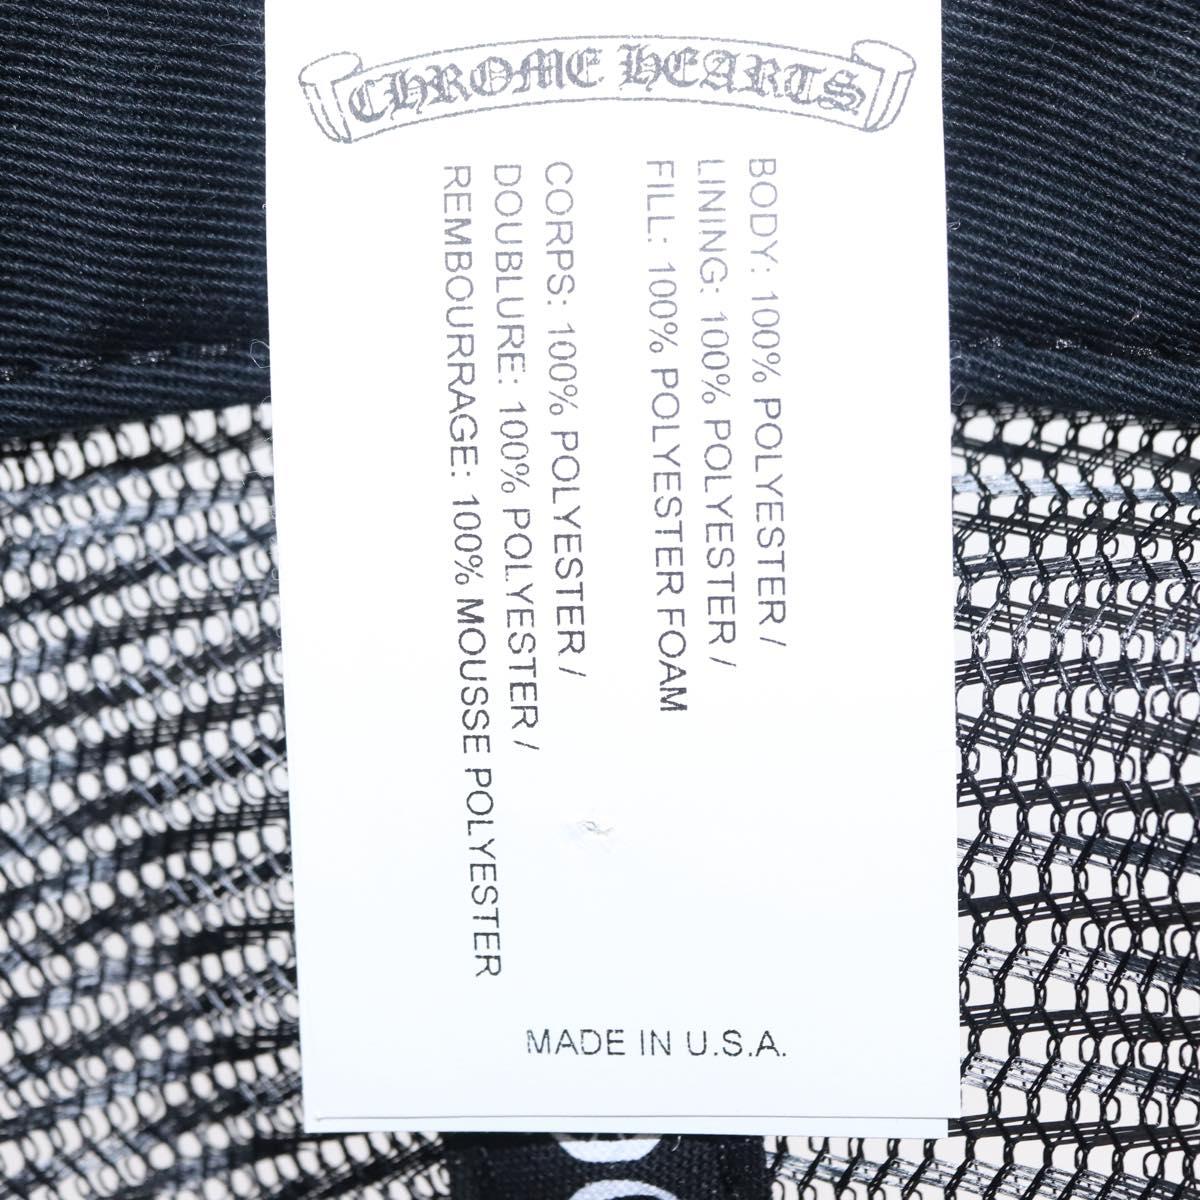 CHROME HEARTS
BODY: 100% POLYESTER /
LINING: 100% POLYESTER /
FILL: 100% POLYESTER FOAM
CORPS: 100% POLYESTER /
DOUBLURE: 100% POLYESTER /
REMBOURRAGE: 100% MOUSSE POLYESTER
MADE IN U.S.A.